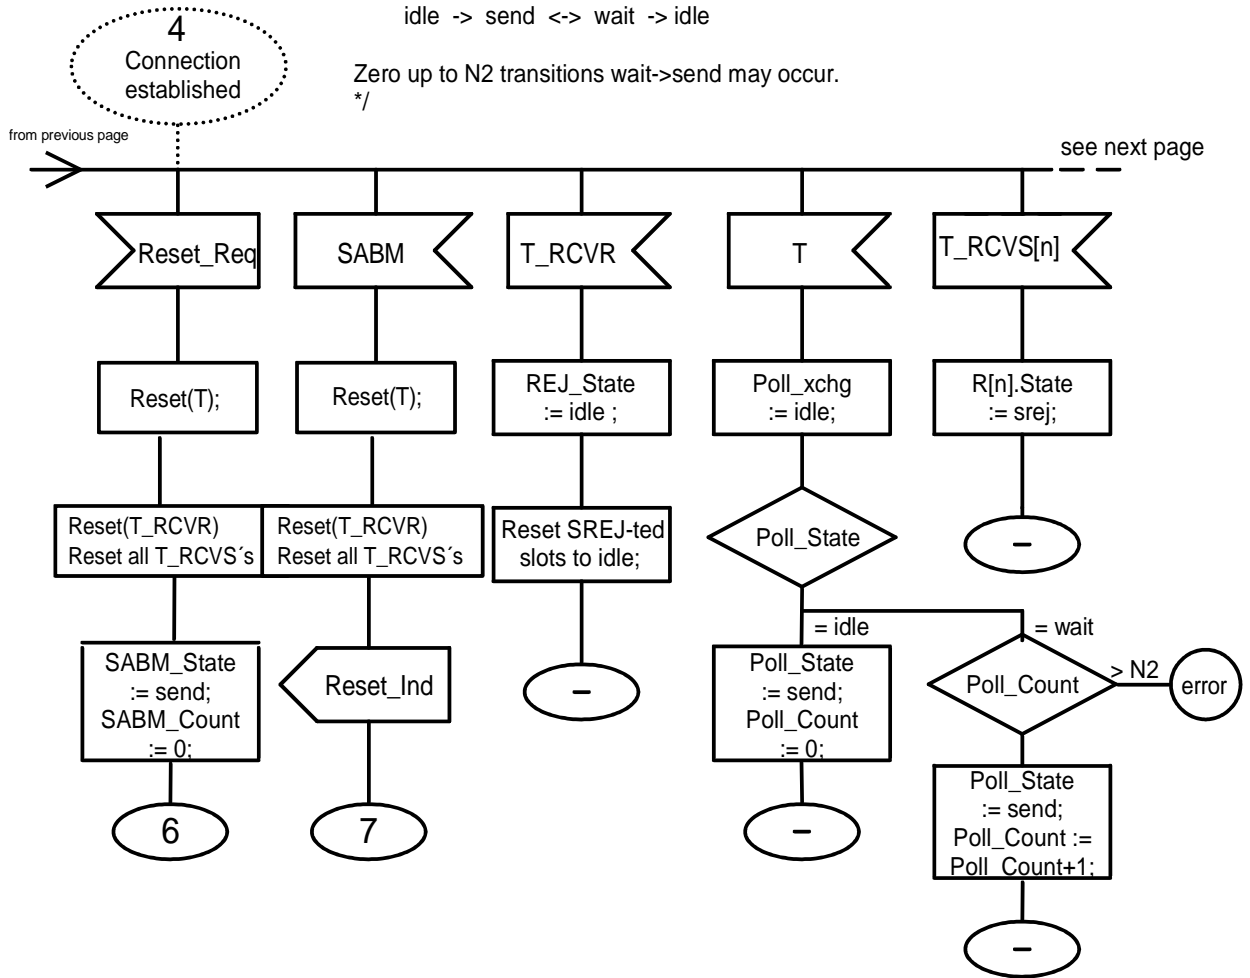 idle -> send <-> wait -> idle
4
Connection
established
Zero up to N2 transitions wait->send may occur.
*/
from previous page
see next page
Reset_Req
SABM
T_RCVR
T
T_RCVS[n]
Reset(T);
Reset(T);
REJ_State
:= idle ;
Poll_xchg
:= idle;
R[n].State
:= srej;
Reset(T_RCVR)
Reset all T_RCVS´s
Reset(T_RCVR)
Reset all T_RCVS´s
Reset SREJ-ted
slots to idle;
Poll_State
–
= idle
= wait
SABM_State
:= send;
SABM_Count
:= 0;
Reset_Ind
–
Poll_State
:= send;
Poll_Count
:= 0;
Poll_Count
> N2
error
6
7
–
Poll_State
:= send;
Poll_Count :=
Poll_Count+1;
–